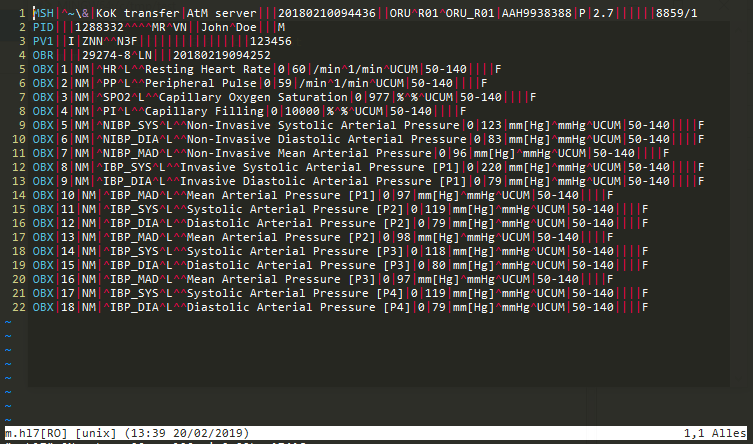 1 MSH|^~\&|KoK transfer|AtM server|||20180210094436||ORU^R01^ORU_R01|AAH9938388|P|2.7||||||8859/1
2 PID|||1288332^^^^MR^VN||John^Doe|||M
3 PV1||I|ZNN^^N3F||||||||||||||||123456
4 OBR||||29274-8^LN|||20180219094252
5 OBX|1|NM|^HR^L^^Resting Heart Rate|0|60|/min^1/min^UCUM|50-140||||F
6 OBX|2|NM|^PP^L^^Peripheral Pulse|0|59|/min^1/min^UCUM|50-140||||F
7 OBX|3|NM|^SPO2^L^^Capillary Oxygen Saturation|0|977|%^%^UCUM|50-140||||F
8 OBX|4|NM|^PI^L^^Capillary Filling|0|10000|%^%^UCUM|50-140||||F
9 OBX|5|NM|^NIBP_SYS^L^^Non-Invasive Systolic Arterial Pressure|0|123|mm[Hg]^mmHg^UCUM|50-140||||F
10 OBX|6|NM|^NIBP_DIA^L^^Non-Invasive Diastolic Arterial Pressure|0|83|mm[Hg]^mmHg^UCUM|50-140||||F
11 OBX|7|NM|^NIBP_MAD^L^^Non-Invasive Mean Arterial Pressure|0|96|mm[Hg]^mmHg^UCUM|50-140||||F
12 OBX|8|NM|^IBP_SYS^L^^Invasive Systolic Arterial Pressure [P1]|0|220|mm[Hg]^mmHg^UCUM|50-140||||F
13 OBX|9|NM|^IBP_DIA^L^^Invasive Diastolic Arterial Pressure [P1]|0|79|mm[Hg]^mmHg^UCUM|50-140||||F
14 OBX|10|NM|^IBP_MAD^L^^Mean Arterial Pressure [P1]|0|97|mm[Hg]^mmHg^UCUM|50-140||||F
15 OBX|11|NM|^IBP_SYS^L^^Systolic Arterial Pressure [P2]|0|119|mm[Hg]^mmHg^UCUM|50-140||||F
16 OBX|12|NM|^IBP_DIA^L^^Diastolic Arterial Pressure [P2]|0|79|mm[Hg]^mmHg^UCUM|50-140||||F
17 OBX|13|NM|^IBP_MAD^L^^Mean Arterial Pressure [P2]|0|98|mm[Hg]^mmHg^UCUM|50-140||||F
18 OBX|14|NM|^IBP_SYS^L^^Systolic Arterial Pressure [P3]|0|118|mm[Hg]^mmHg^UCUM|50-140||||F
19 OBX|15|NM|^IBP_DIA^L^^Diastolic Arterial Pressure [P3]|0|80|mm[Hg]^mmHg^UCUM|50-140||||F
20 OBX|16|NM|^IBP_MAD^L^^Mean Arterial Pressure [P3]|0|97|mm[Hg]^mmHg^UCUM|50-140||||F
21 OBX|17|NM|^IBP_SYS^L^^Systolic Arterial Pressure [P4]|0|119|mm[Hg]^mmHg^UCUM|50-140||||F
22 OBX|18|NM|^IBP_DIA^L^^Diastolic Arterial Pressure [P4]|0|79|mm[Hg]^mmHg^UCUM|50-140||||F
~
~
~
~
~
~
~
~
m.hl7[RO] [unix] (13:39 20/02/2019) 1,1 Alles